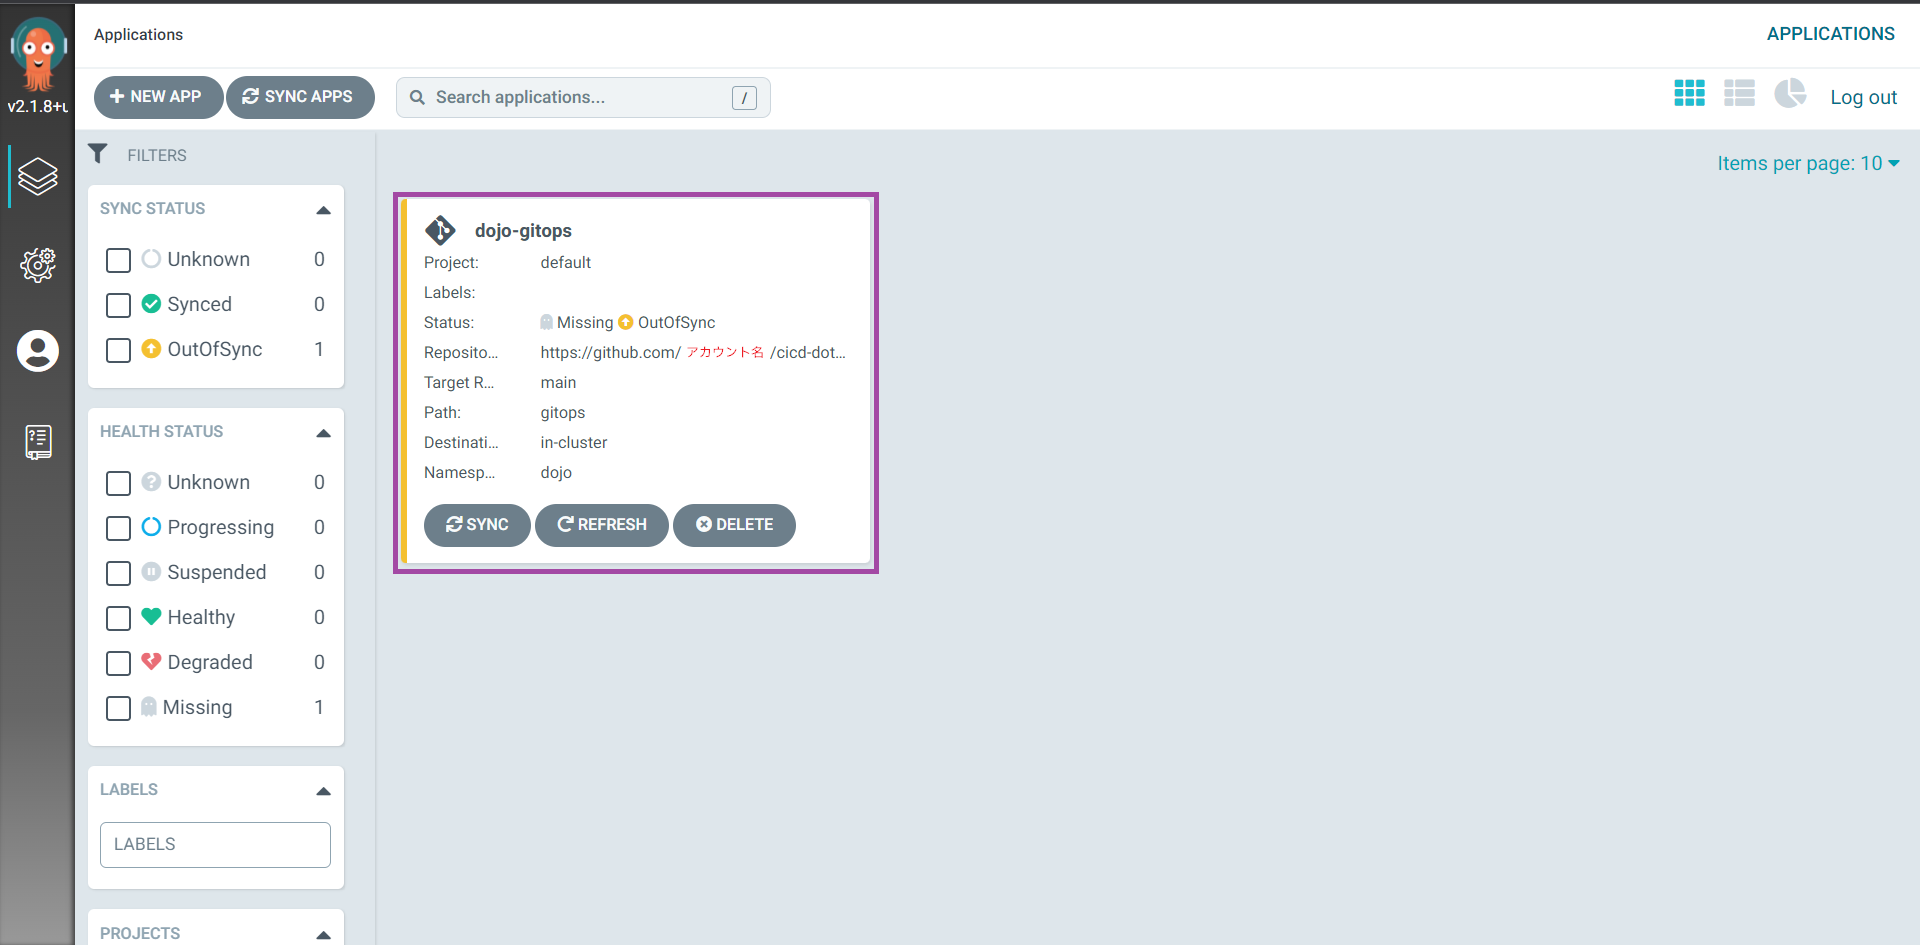 v2.1.8+u
Applications
APPLICATIONS
NEW APP
SYNC APPS
Search applications...
/
Log out
FILTERS
Items per page: 10
SYNC STATUS
Unknown 0
Synced 0
OutOfSync 1
HEALTH STATUS
Unknown 0
Progressing 0
Suspended 0
Healthy 0
Degraded 0
Missing 1
LABELS
LABELS
PROJECTS
dojo-gitops
Project: default
Labels:
Status: Missing OutOfSync
Reposito... https://github.com/ アカウント名 /cicd-dot...
Target R... main
Path: gitops
Destinati... in-cluster
Namesp... dojo
SYNC
REFRESH
DELETE